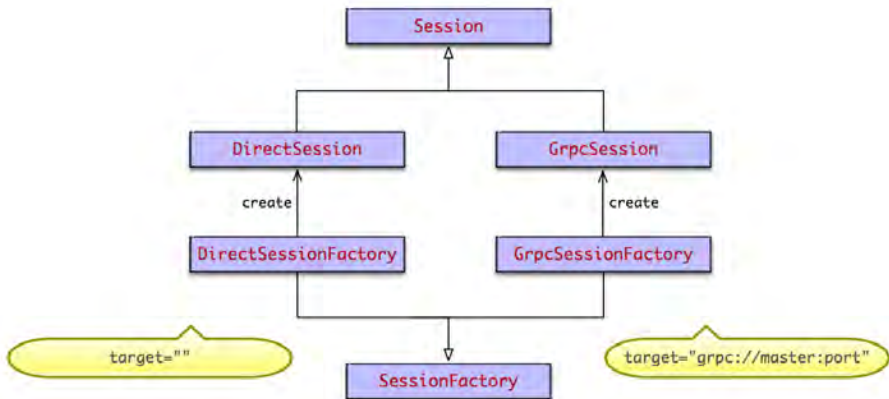 Session
DirectSession
GrpcSession
create
create
DirectSessionFactory
GrpcSessionFactory
target=""
target="grpc://master:port"
SessionFactory